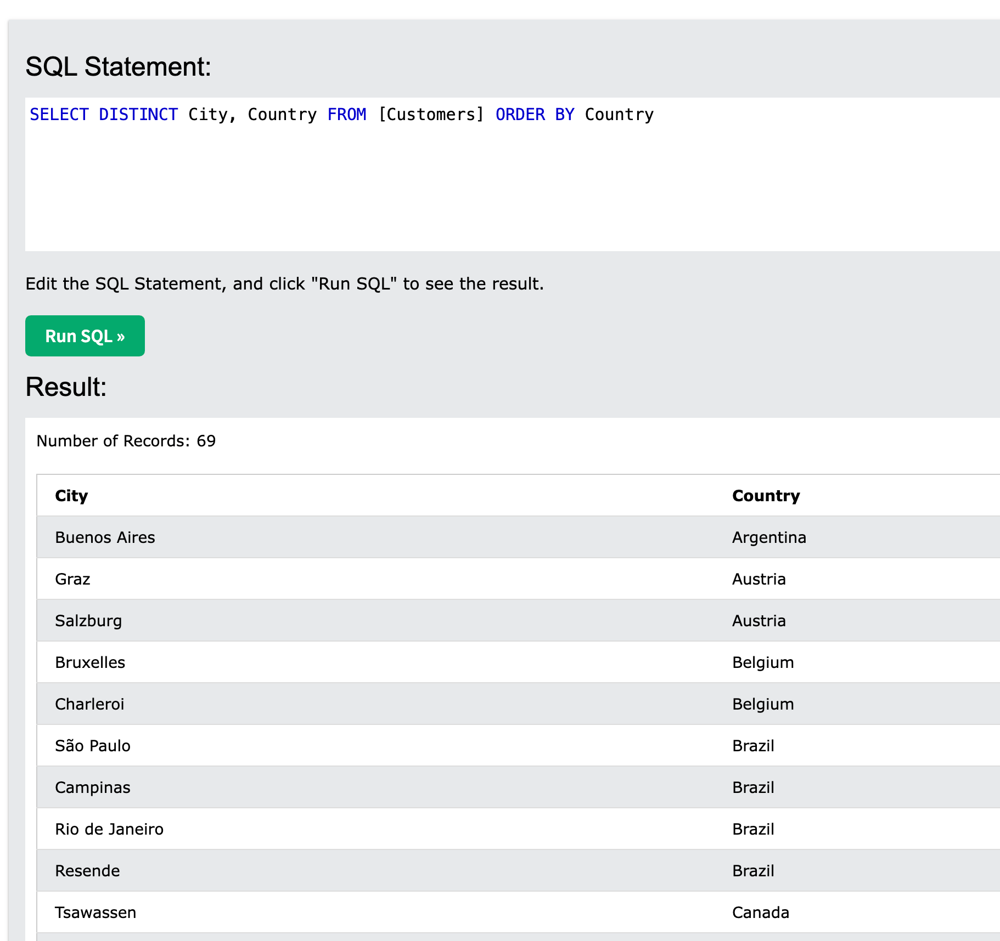 SQL Statement:
SELECT DISTINCT City, Country FROM [Customers] ORDER BY Country
Edit the SQL Statement, and click "Run SQL" to see the result.
Run SQL »
Result:
Number of Records: 69
City Country
Buenos Aires Argentina
Graz Austria
Salzburg Austria
Bruxelles Belgium
Charleroi Belgium
São Paulo Brazil
Campinas Brazil
Rio de Janeiro Brazil
Resende Brazil
Tsawassen Canada